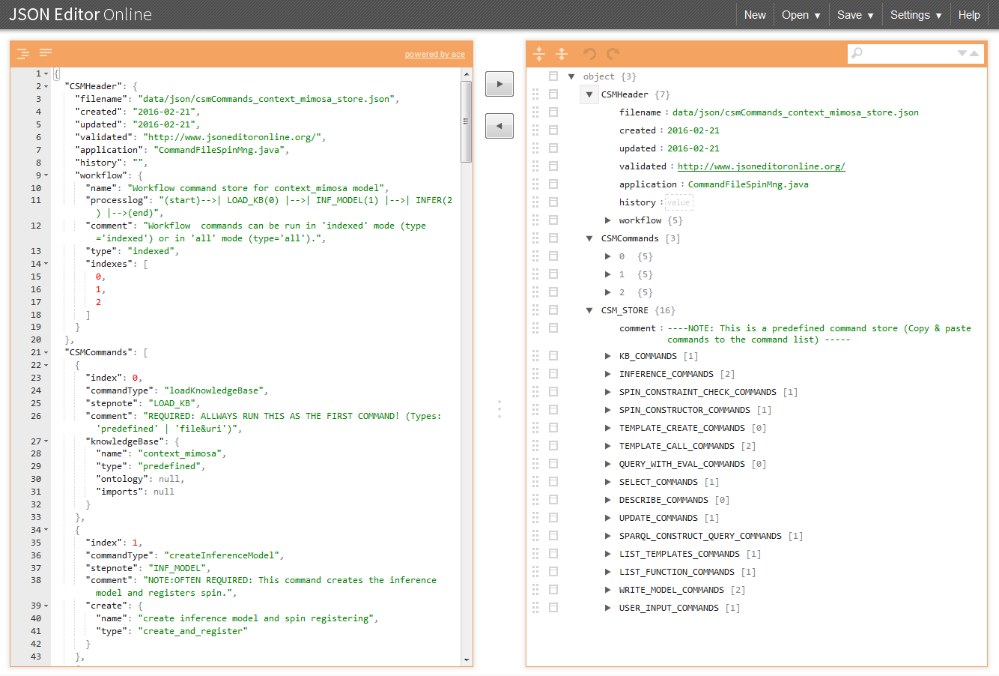 JSON Editor Online
New
Open ▼
Save ▼
Settings ▼
Help
powered by ace
1 {
2 "CSMHeader": {
3 "filename": "data/json/csmCommands_context_mimosa_store.json",
4 "created": "2016-02-21",
5 "updated": "2016-02-21",
6 "validated": "http://www.jsoneditoronline.org/",
7 "application": "CommandFileSpinMng.java",
8 "history": "",
9 "workflow": {
10 "name": "Workflow command store for context_mimosa model",
11 "processlog": "(start)-->| LOAD_KB(0) |-->| INF_MODEL(1) |-->| INFER(2
) |-->(end)",
12 "comment": "Workflow  commands can be run in 'indexed' mode (type
='indexed') or in 'all' mode (type='all').",
13 "type": "indexed",
14 "indexes": [
15 0,
16 1,
17 2
18 ]
19 }
20 },
21 "CSMCommands": [
22 {
23 "index": 0,
24 "commandType": "loadKnowledgeBase",
25 "stepnote": "LOAD_KB",
26 "comment": "REQUIRED: ALLWAYS RUN THIS AS THE FIRST COMMAND! (Types:
'predefined' | 'file&uri')",
27 "knowledgeBase": {
28 "name": "context_mimosa",
29 "type": "predefined",
30 "ontology": null,
31 "imports": null
32 }
33 },
34 {
35 "index": 1,
36 "commandType": "createInferenceModel",
37 "stepnote": "INF_MODEL",
38 "comment": "NOTE:OFTEN REQUIRED: This command creates the inference
model and registers spin.",
39 "create": {
40 "name": "create inference model and spin registering",
41 "type": "create_and_register"
42 }
43 },
object {3}
CSMHeader {7}
filename : data/json/csmCommands_context_mimosa_store.json
created : 2016-02-21
updated : 2016-02-21
validated : http://www.jsoneditoronline.org/
application : CommandFileSpinMng.java
history : value
workflow {5}
CSMCommands [3]
0 {5}
1 {5}
2 {5}
CSM_STORE {16}
comment : ----NOTE: This is a predefined command store (Copy & paste
commands to the command list) -----
KB_COMMANDS [1]
INFERENCE_COMMANDS [2]
SPIN_CONSTRAINT_CHECK_COMMANDS [1]
SPIN_CONSTRUCTOR_COMMANDS [1]
TEMPLATE_CREATE_COMMANDS [0]
TEMPLATE_CALL_COMMANDS [2]
QUERY_WITH_EVAL_COMMANDS [0]
SELECT_COMMANDS [1]
DESCRIBE_COMMANDS [0]
UPDATE_COMMANDS [1]
SPARQL_CONSTRUCT_QUERY_COMMANDS [1]
LIST_TEMPLATES_COMMANDS [1]
LIST_FUNCTION_COMMANDS [1]
WRITE_MODEL_COMMANDS [2]
USER_INPUT_COMMANDS [1]